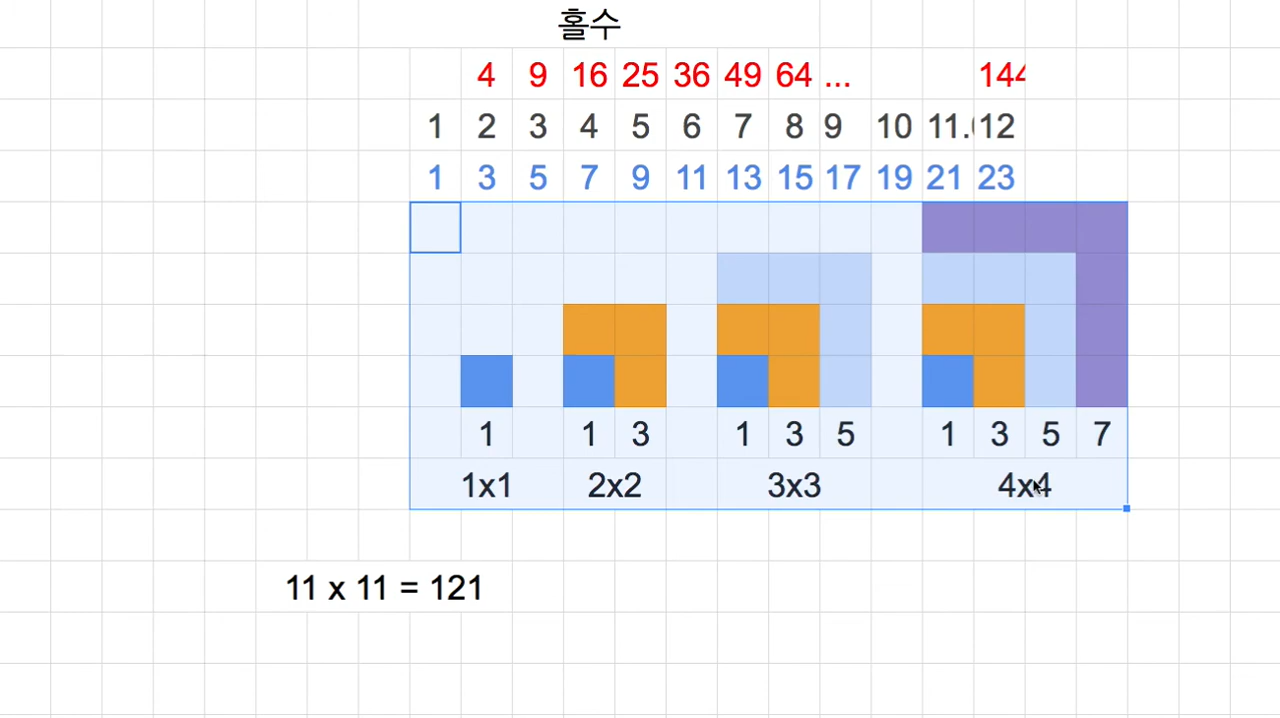 홀수
4 9 16 25 36 49 64 ... 144
1 2 3 4 5 6 7 8 9 10 11. 12
1 3 5 7 9 11 13 15 17 19 21 23
1 1 3 1 3 5 1 3 5 7
1x1 2x2 3x3 4x4
11 x 11 = 121